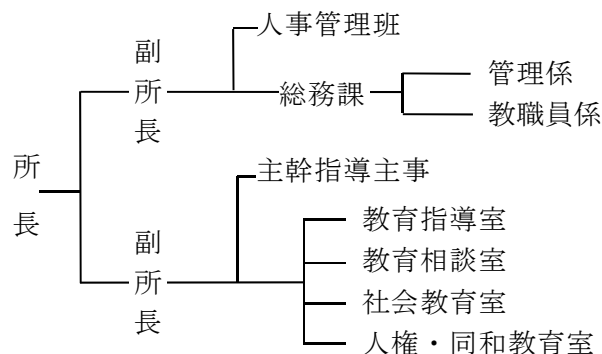 所長
副所長
人事管理班
総務課
管理係
教職員係
副所長
主幹指導主事
教育指導室
教育相談室
社会教育室
人権・同和教育室